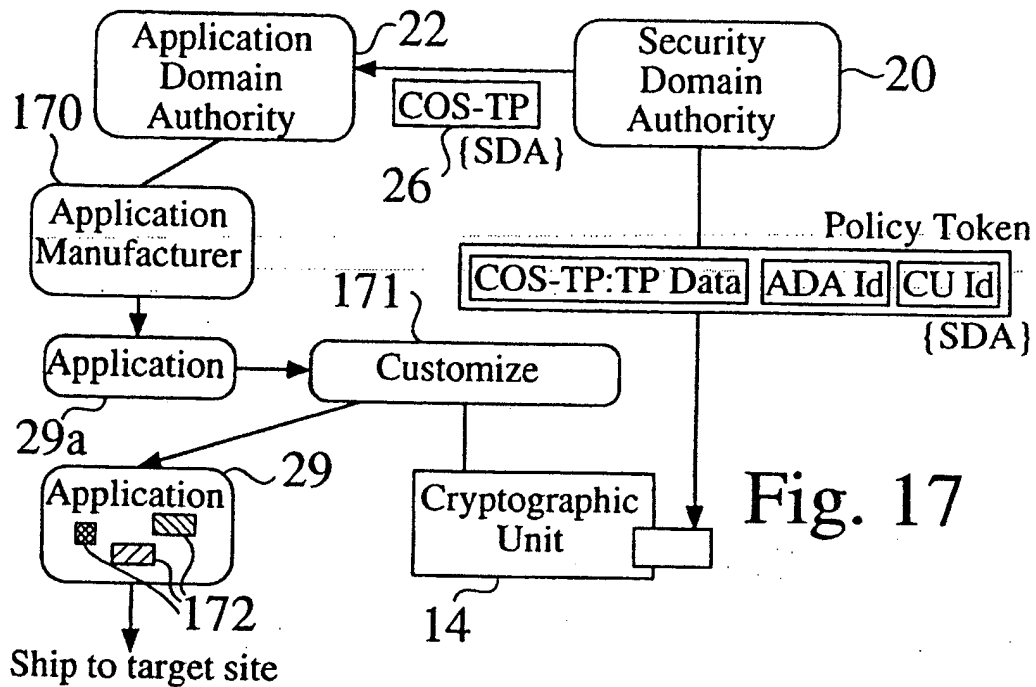 Application
Domain
Authority
22
Security
Domain
Authority
20
COS-TP
{SDA}
26
170
Application
Manufacturer
Policy Token
COS-TP:TP Data
ADA Id
CU Id
{SDA}
171
Application
Customize
29a
29
Application
172
Cryptographic
Unit
14
Fig. 17
Ship to target site